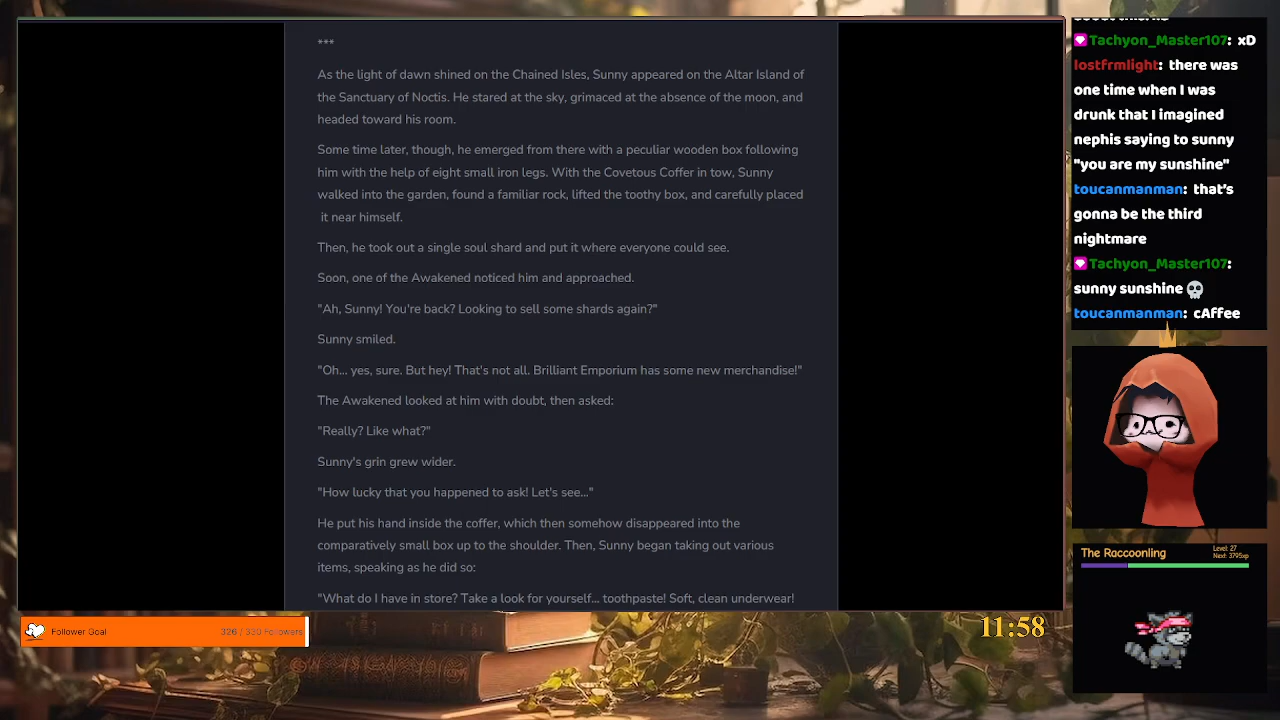 ***
As the light of dawn shined on the Chained Isles, Sunny appeared on the Altar Island of
the Sanctuary of Noctis. He stared at the sky, grimaced at the absence of the moon, and
headed toward his room.
Some time later, though, he emerged from there with a peculiar wooden box following
him with the help of eight small iron legs. With the Covetous Coffer in tow, Sunny
walked into the garden, found a familiar rock, lifted the toothy box, and carefully placed
it near himself.
Then, he took out a single soul shard and put it where everyone could see.
Soon, one of the Awakened noticed him and approached.
"Ah, Sunny! You're back? Looking to sell some shards again?"
Sunny smiled.
"Oh... yes, sure. But hey! That's not all. Brilliant Emporium has some new merchandise!"
The Awakened looked at him with doubt, then asked:
"Really? Like what?"
Sunny's grin grew wider.
"How lucky that you happened to ask! Let's see..."
He put his hand inside the coffer, which then somehow disappeared into the
comparatively small box up to the shoulder. Then, Sunny began taking out various
items, speaking as he did so:
"What do I have in store? Take a look for yourself... toothpaste! Soft, clean underwear!
Tachyon_Master107: xD
lostfrmlight: there was
one time when I was
drunk that I imagined
nephis saying to sunny
"you are my sunshine"
toucanmanman: that's
gonna be the third
nightmare
Tachyon_Master107:
sunny sunshine 💀
toucanmanman: cAffee
The Raccoonling
Level: 27
Next: 3795xp
Follower Goal
326 / 330 Followers
11:58